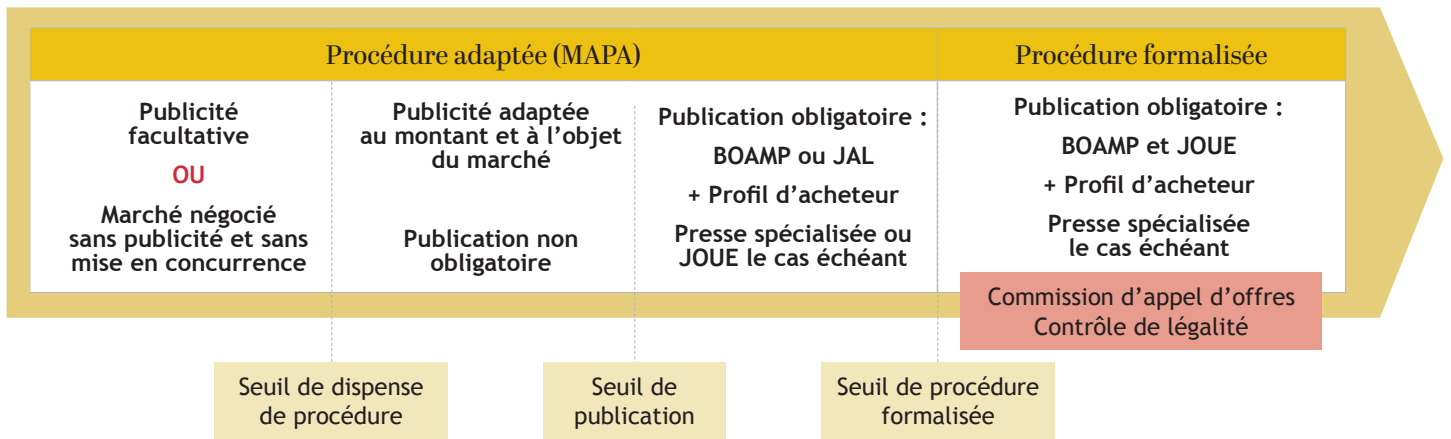 Procédure adaptée (MAPA)
Procédure formalisée
Publicité
facultative
OU
Marché négocié
sans publicité et sans
mise en concurrence
Publicité adaptée
au montant et à l’objet
du marché
Publication non
obligatoire
Publication obligatoire :
BOAMP ou JAL
+ Profil d’acheteur
Presse spécialisée ou
JOUE le cas échéant
Publication obligatoire :
BOAMP et JOUE
+ Profil d’acheteur
Presse spécialisée
le cas échéant
Commission d’appel d’offres
Contrôle de légalité
Seuil de dispense
de procédure
Seuil de
publication
Seuil de procédure
formalisée